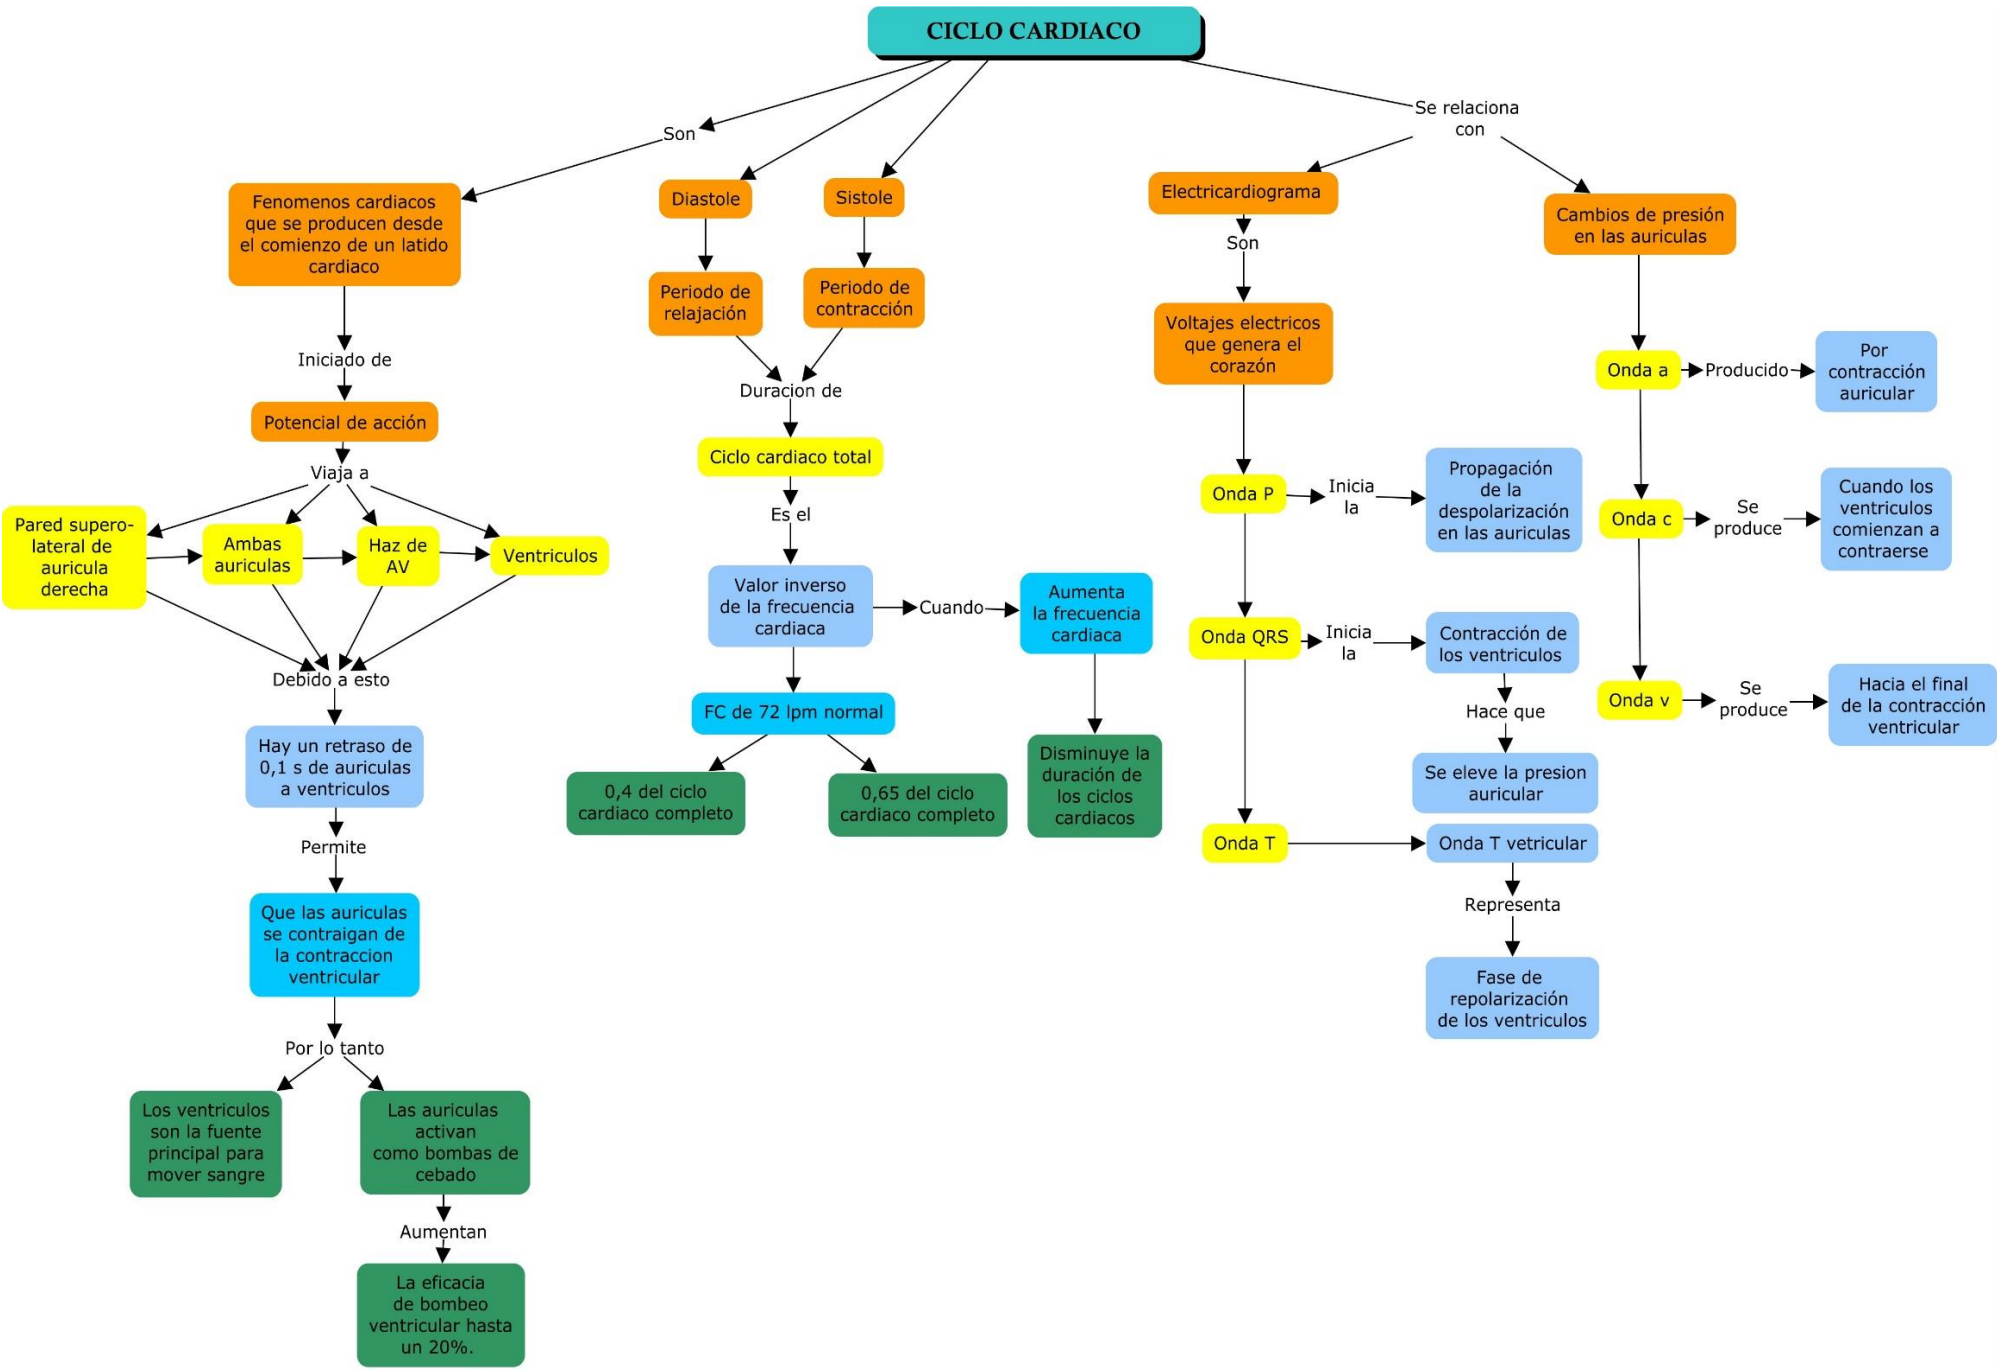 CICLO CARDIACO
Son
Fenomenos cardiacos
que se producen desde
el comienzo de un latido
cardiaco
Iniciado de
Potencial de acción
Viaja a
Pared supero-
lateral de
auricula
derecha
Ambas
auriculas
Haz de
AV
Ventriculos
Debido a esto
Hay un retraso de
0,1 s de auriculas
a ventriculos
Permite
Que las auriculas
se contraigan de
la contraccion
ventricular
Por lo tanto
Los ventriculos
son la fuente
principal para
mover sangre
Las auriculas
activan
como bombas de
cebado
Aumentan
La eficacia
de bombeo
ventricular hasta
un 20%.
Diastole
Sistole
Periodo de
relajación
Periodo de
contracción
Duracion de
Ciclo cardiaco total
Es el
Valor inverso
de la frecuencia
cardiaca
Cuando
Aumenta
la frecuencia
cardiaca
FC de 72 lpm normal
0,4 del ciclo
cardiaco completo
0,65 del ciclo
cardiaco completo
Disminuye la
duración de
los ciclos
cardiacos
Se relaciona
con
Electricardiograma
Son
Voltajes electricos
que genera el
corazón
Onda P
Inicia
la
Propagación
de la
despolarización
en las auriculas
Onda QRS
Inicia
la
Contracción de
los ventriculos
Hace que
Se eleve la presion
auricular
Onda T
Onda T vetricular
Representa
Fase de
repolarización
de los ventriculos
Cambios de presión
en las auriculas
Onda a
Producido
Por
contracción
auricular
Onda c
Se
produce
Cuando los
ventriculos
comienzan a
contraerse
Onda v
Se
produce
Hacia el final
de la contracción
ventricular